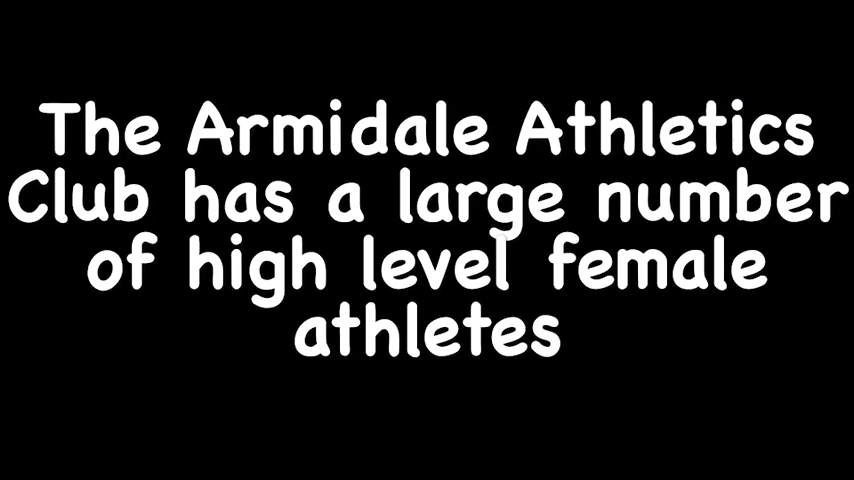 The Armidale Athletics
Club has a large number
of high level female
athletes